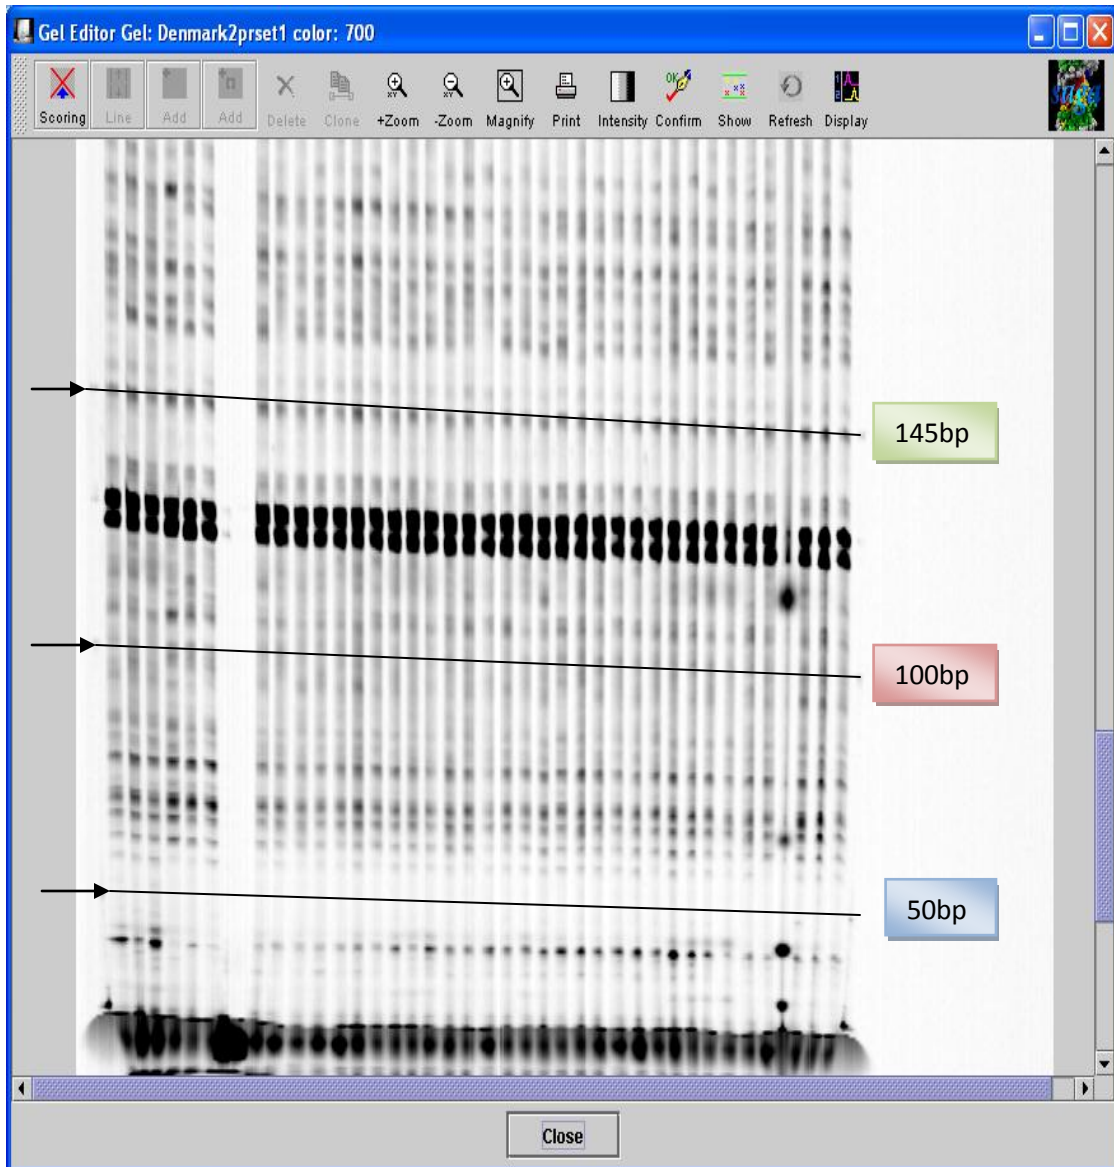 Gel Editor Gel: Denmark2prset1 color: 700
Scoring Line Add Add Delete Clone +Zoom -Zoom Magnify Print Intensity Confirm Show Refresh Display
145bp
100bp
50bp
Close